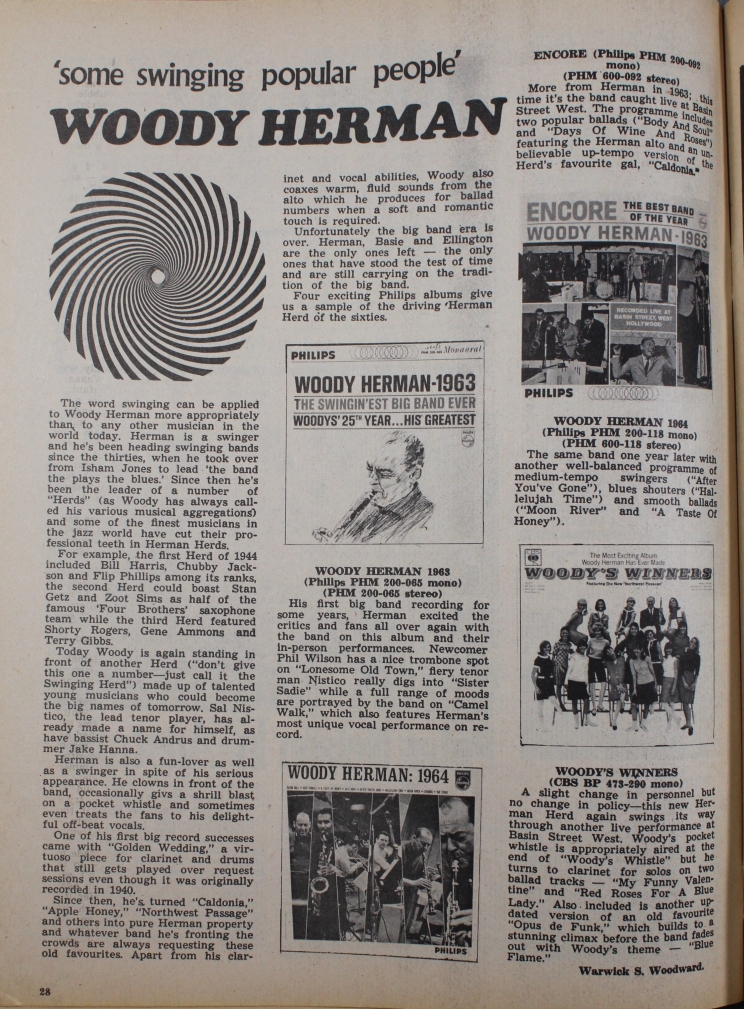 'some swinging popular people'
WOODY HERMAN
The word swinging can be applied
to Woody Herman more appropriately
than to any other musician in the
world today. Herman is a swinger
and he's been heading swinging bands
since the thirties, when he took over
from Isham Jones to lead 'the band
the plays the blues.' Since then he's
been the leader of a number of
"Herds" (as Woody has always call-
ed his various musical aggregations)
and some of the finest musicians in
the jazz world have cut their pro-
fessional teeth in Herman Herds.
For example, the first Herd of 1944
included Bill Harris, Chubby Jack-
son and Flip Phillips among its ranks,
the second Herd could boast Stan
Getz and Zoot Sims as half of the
famous 'Four Brothers' saxophone
team while the third Herd featured
Shorty Rogers, Gene Ammons and
Terry Gibbs.
Today Woody is again standing in
front of another Herd ("don't give
this one a number—just call it the
Swinging Herd") made up of talented
young musicians who could become
the big names of tomorrow. Sal Nis-
tico, the lead tenor player, has al-
ready made a name for himself, as
have bassist Chuck Andrus and drum-
mer Jake Hanna.
Herman is also a fun-lover as well
as a swinger in spite of his serious
appearance. He clowns in front of the
band, occasionally gives a shrill blast
on a pocket whistle and sometimes
even treats the fans to his delight-
ful off-beat vocals.
One of his first big record successes
came with "Golden Wedding," a vir-
tuoso piece for clarinet and drums
that still gets played over request
sessions even though it was originally
recorded in 1940.
Since then, he's turned "Caldonia,"
"Apple Honey," "Northwest Passage"
and others into pure Herman property
and whatever band he's fronting the
crowds are always requesting these
old favourites. Apart from his clar-
28
inet and vocal abilities, Woody also
coaxes warm, fluid sounds from the
alto which he produces for ballad
numbers when a soft and romantic
touch is required.
Unfortunately the big band era is
over. Herman, Basie and Ellington
are the only ones left — the only
ones that have stood the test of time
and are still carrying on the tradi-
tion of the big band.
Four exciting Philips albums give
us a sample of the driving 'Herman
Herd of the sixties.
PHILIPS Monaural
WOODY HERMAN-1963
THE SWINGIN'EST BIG BAND EVER
WOODYS' 25TH YEAR...HIS GREATEST
WOODY HERMAN 1963
(Philips PHM 200-065 mono)
(PHM 200-065 stereo)
His first big band recording for
some years, Herman excited the
critics and fans all over again with
the band on this album and their
in-person performances. Newcomer
Phil Wilson has a nice trombone spot
on "Lonesome Old Town," fiery tenor
man Nistico really digs into "Sister
Sadie" while a full range of moods
are portrayed by the band on "Camel
Walk," which also features Herman's
most unique vocal performance on re-
cord.
WOODY HERMAN: 1964
PHILIPS
ENCORE (Philips PHM 200-092
mono)
(PHM 600-092 stereo)
More from Herman in 1963; this
time it's the band caught live at Basin
Street West. The programme includes
two popular ballads ("Body And Soul"
and "Days Of Wine And Roses")
featuring the Herman alto and an un-
believable up-tempo version of the
Herd's favourite gal, "Caldonia."
ENCORE THE BEST BAND
OF THE YEAR
WOODY HERMAN-1963
RECORDED LIVE AT
BASIN STREET, WEST
HOLLYWOOD
PHILIPS
WOODY HERMAN 1964
(Philips PHM 200-118 mono)
(PHM 600-118 stereo)
The same band one year later with
another well-balanced programme of
medium-tempo swingers ("After
You've Gone"), blues shouters ("Hal-
lelujah Time") and smooth ballads
("Moon River" and "A Taste Of
Honey").
The Most Exciting Album
Woody Herman Has Ever Made
WOODY'S WINNERS
WOODY'S WINNERS
(CBS BP 473-290 mono)
A slight change in personnel but
no change in policy—this new Her-
man Herd again swings its way
through another live performance at
Basin Street West. Woody's pocket
whistle is appropriately aired at the
end of "Woody's Whistle" but he
turns to clarinet for solos on two
ballad tracks — "My Funny Valen-
tine" and "Red Roses For A Blue
Lady." Also included is another up-
dated version of an old favourite
"Opus de Funk," which builds to a
stunning climax before the band fades
out with Woody's theme — "Blue
Flame."
Warwick S. Woodward.